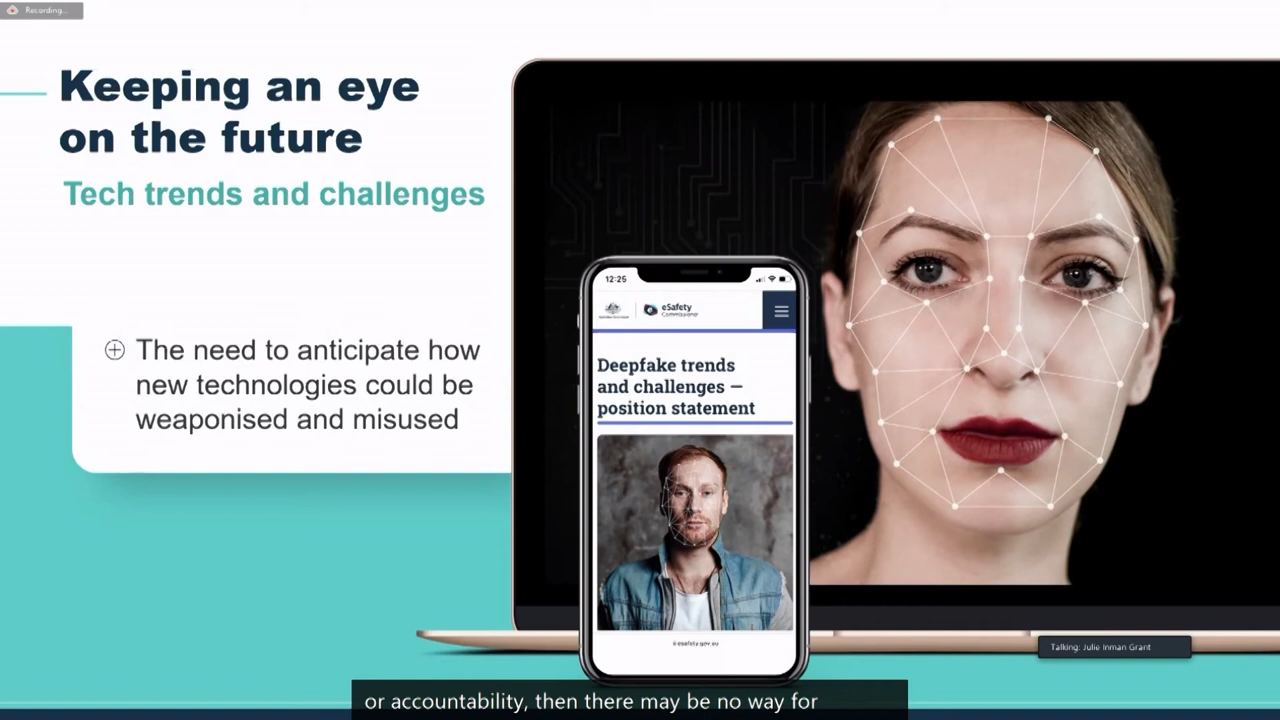 Recording...
Keeping an eye
on the future
Tech trends and challenges
The need to anticipate how
new technologies could be
weaponised and misused
12:25
eSafety
Commissioner
Deepfake trends
and challenges —
position statement
esafety.gov.au
Talking: Julie Inman Grant
or accountability, then there may be no way for